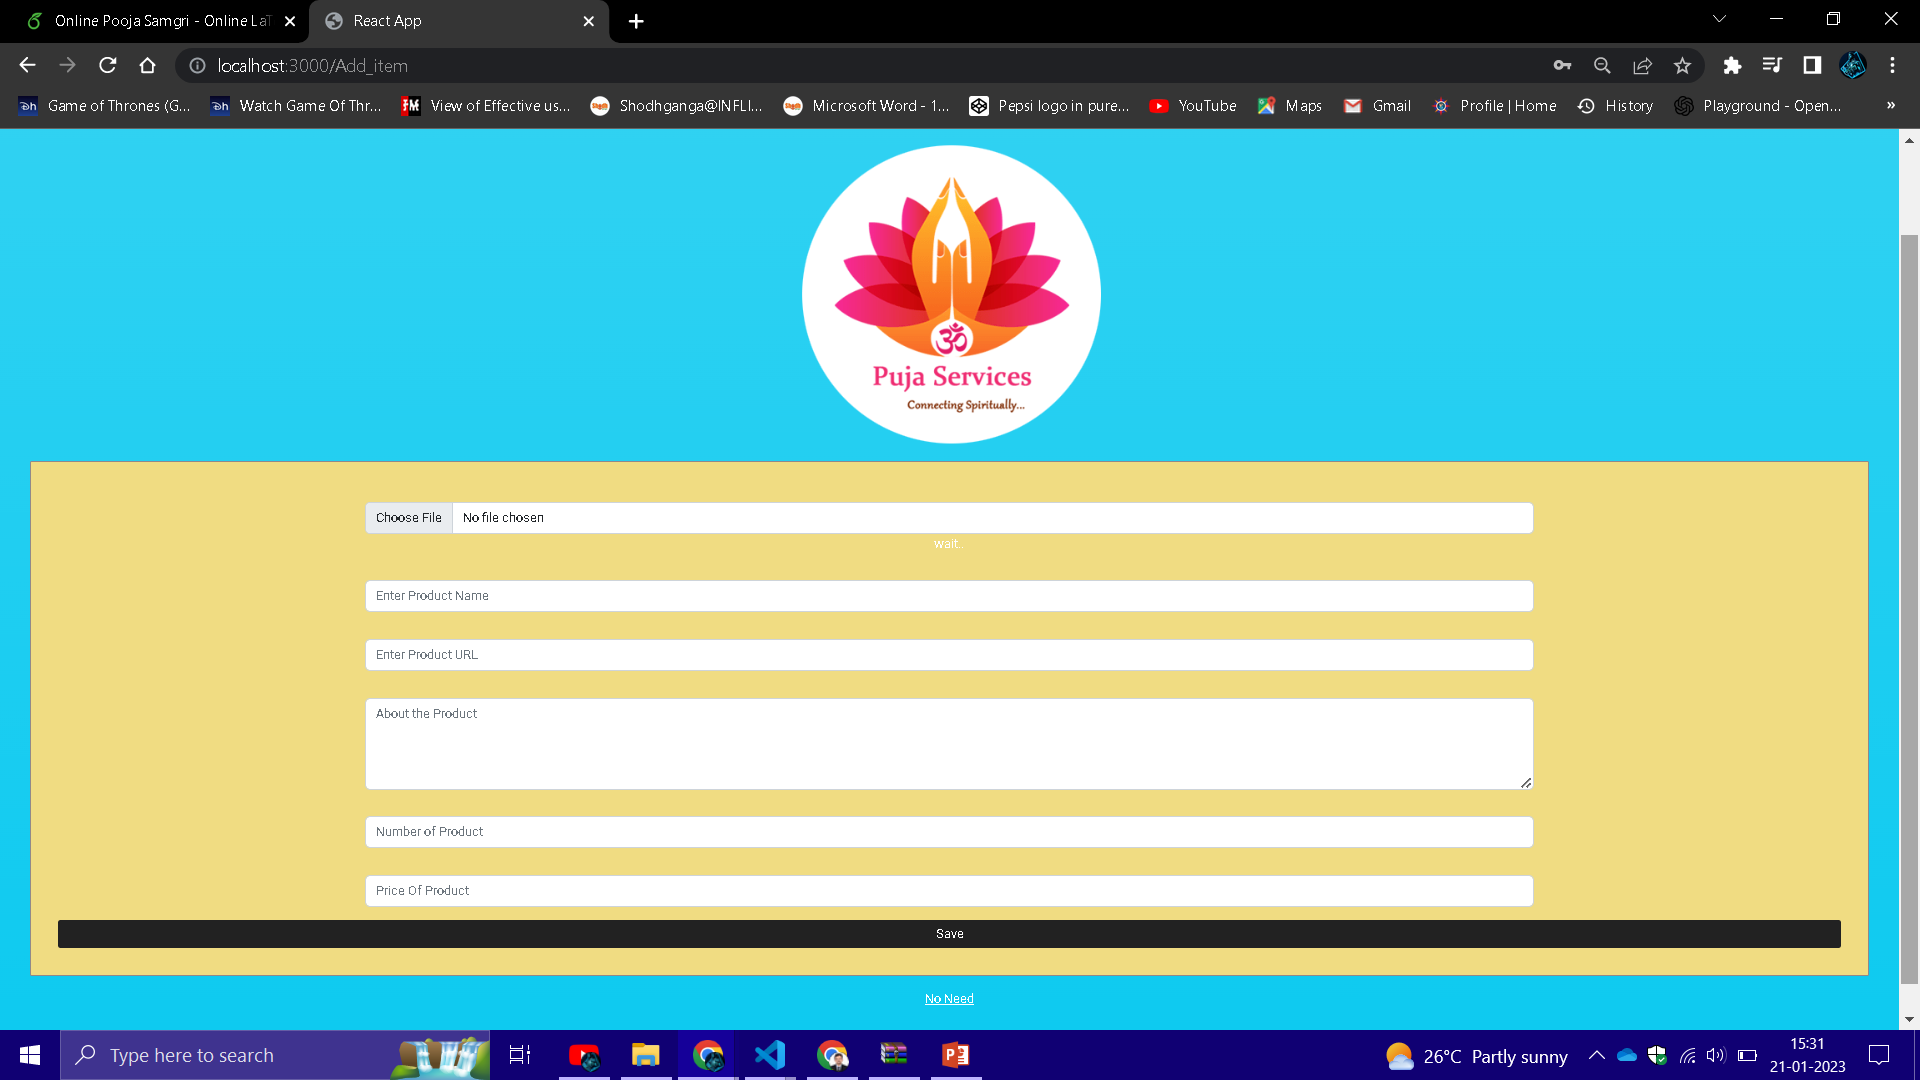 Online Pooja Samgri - Online LaT
React App
localhost:3000/Add_item
Game of Thrones (G...
Watch Game Of Thr...
View of Effective us...
Shodhganga@INFLI...
Microsoft Word - 1...
Pepsi logo in pure...
YouTube
Maps
Gmail
Profile | Home
History
Playground - Open...
»
ॐ
Puja Services
Connecting Spiritually...
Choose File
No file chosen
wait..
Enter Product Name
Enter Product URL
About the Product
Number of Product
Price Of Product
Save
No Need
Type here to search
26°C Partly sunny
15:31
21-01-2023